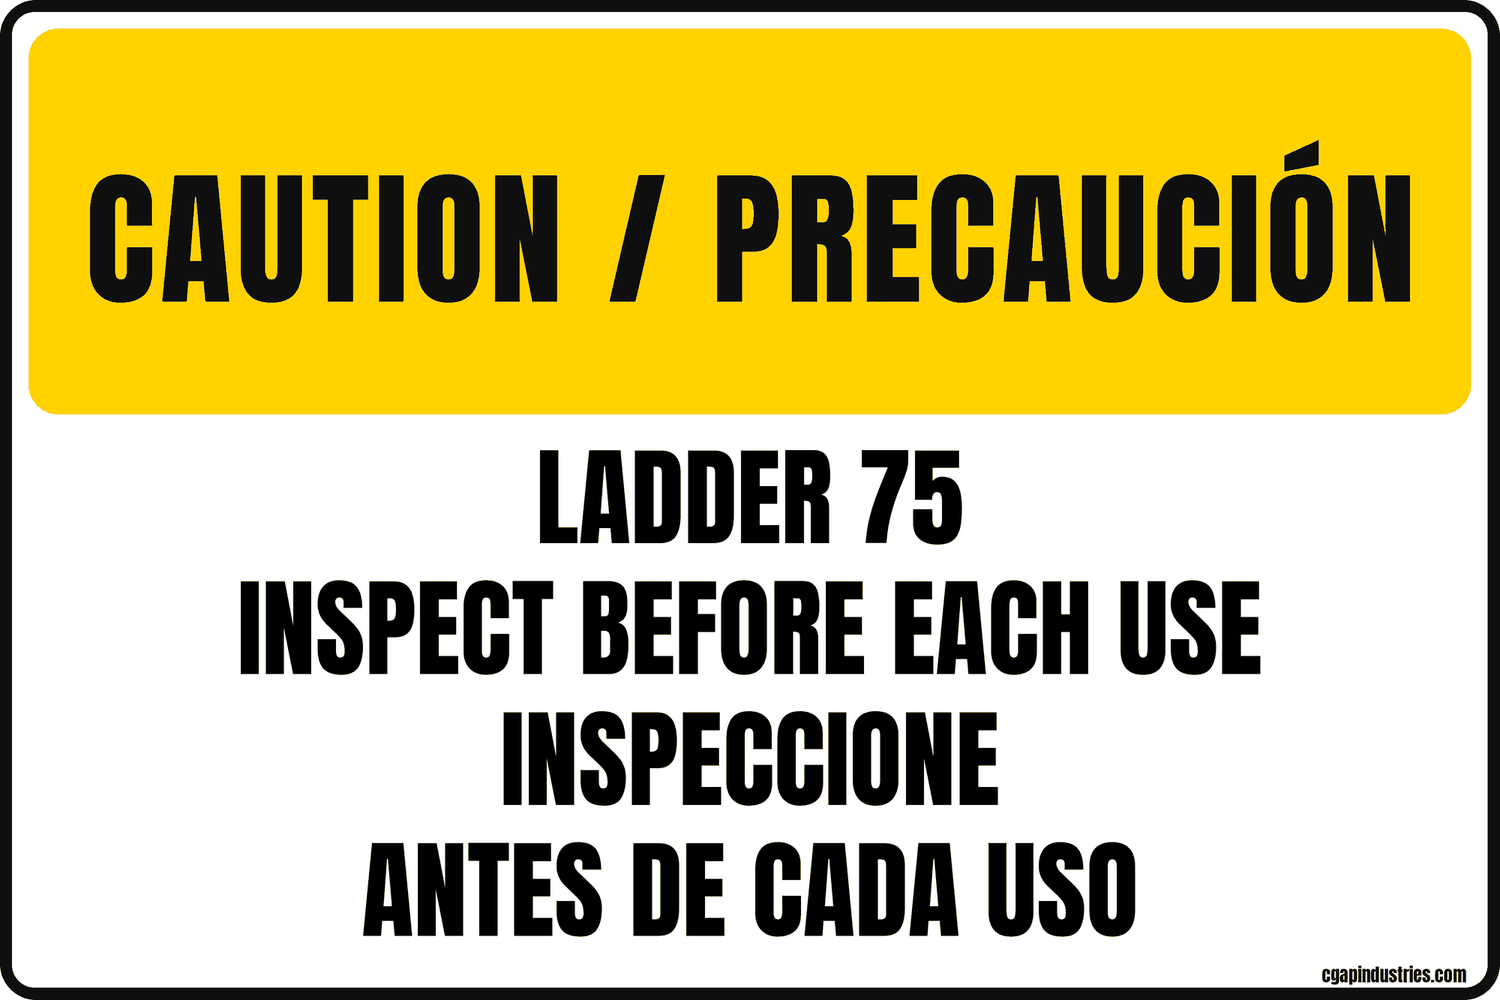 CAUTION / PRECAUCIÓN
LADDER 75
INSPECT BEFORE EACH USE
INSPECCIONE
ANTES DE CADA USO
cgapindustries.com